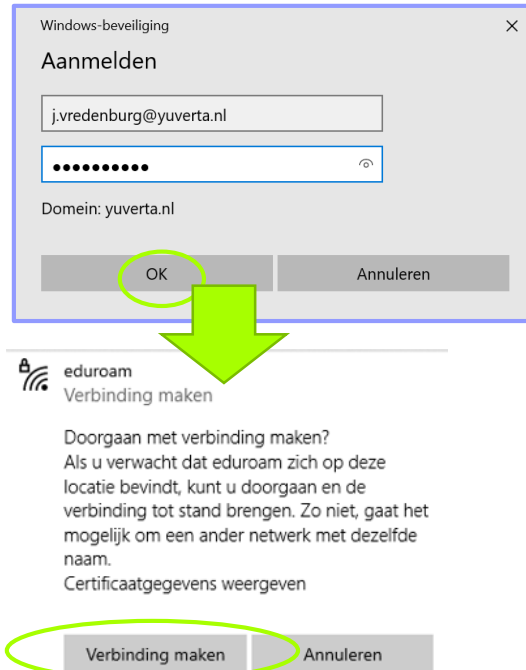 Windows-beveiliging
Aanmelden
j.vredenburg@yuverta.nl
●●●●●●●●●●
Domein: yuverta.nl
OK Annuleren
eduroam
Verbinding maken
Doorgaan met verbinding maken?
Als u verwacht dat eduroam zich op deze
locatie bevindt, kunt u doorgaan en de
verbinding tot stand brengen. Zo niet, gaat het
mogelijk om een ander netwerk met dezelfde
naam.
Certificaatgegevens weergeven
Verbinding maken Annuleren